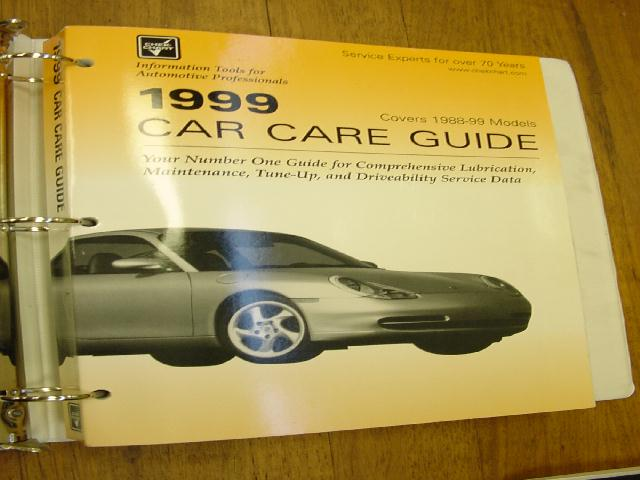 CHEK-CHART
Service Experts for over 70 Years
www.chekchart.com
Information Tools for
Automotive Professionals
1999
Covers 1988-99 Models
CAR CARE GUIDE
Your Number One Guide for Comprehensive Lubrication,
Maintenance, Tune-Up, and Driveability Service Data
1999 CAR CARE GUIDE